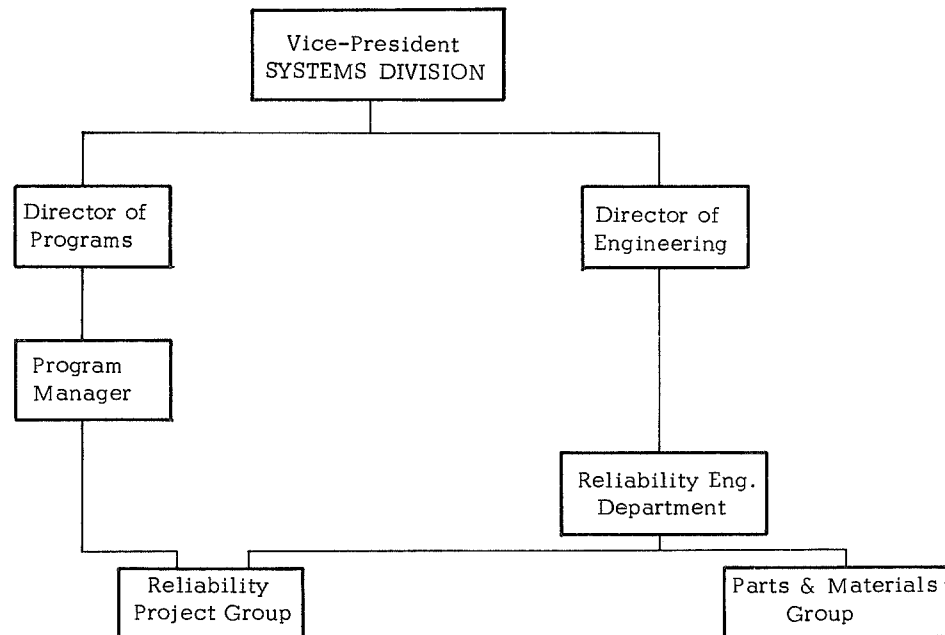 Vice-President
SYSTEMS DIVISION
Director of
Programs
Director of
Engineering
Program
Manager
Reliability Eng.
Department
Reliability
Project Group
Parts & Materials
Group